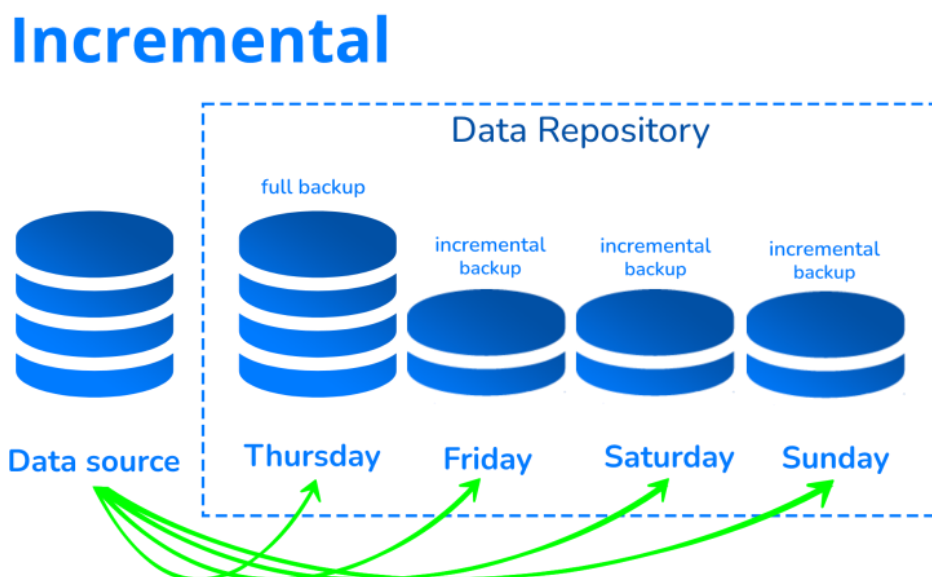 Incremental
Data Repository
full backup
incremental
backup
incremental
backup
incremental
backup
Data source
Thursday
Friday
Saturday
Sunday